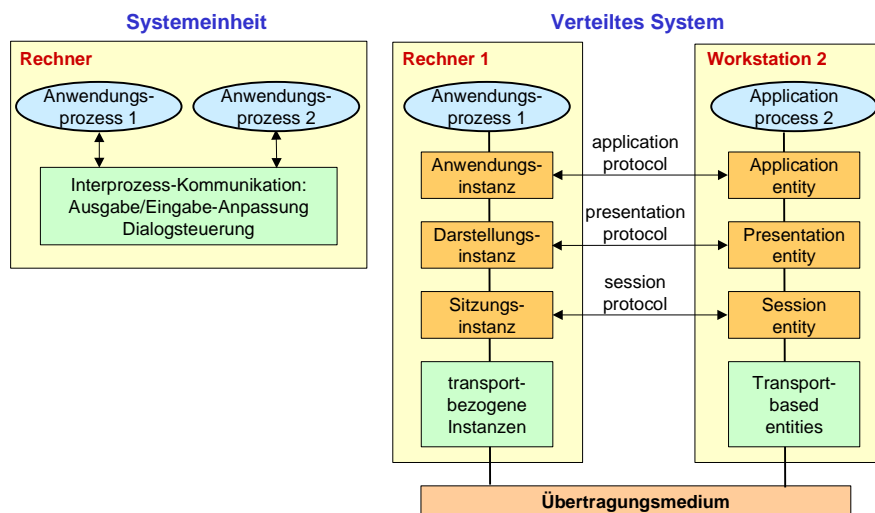 Systemeinheit
Rechner
Anwendungs-
prozess 1
Anwendungs-
prozess 2
Interprozess-Kommunikation:
Ausgabe/Eingabe-Anpassung
Dialogsteuerung
Verteiltes System
Rechner 1
Workstation 2
Anwendungs-
prozess 1
Application
process 2
application
protocol
Anwendungs-
instanz
Application
entity
presentation
protocol
Darstellungs-
instanz
Presentation
entity
session
protocol
Sitzungs-
instanz
Session
entity
transport-
bezogene
Instanzen
Transport-
based
entities
Übertragungsmedium